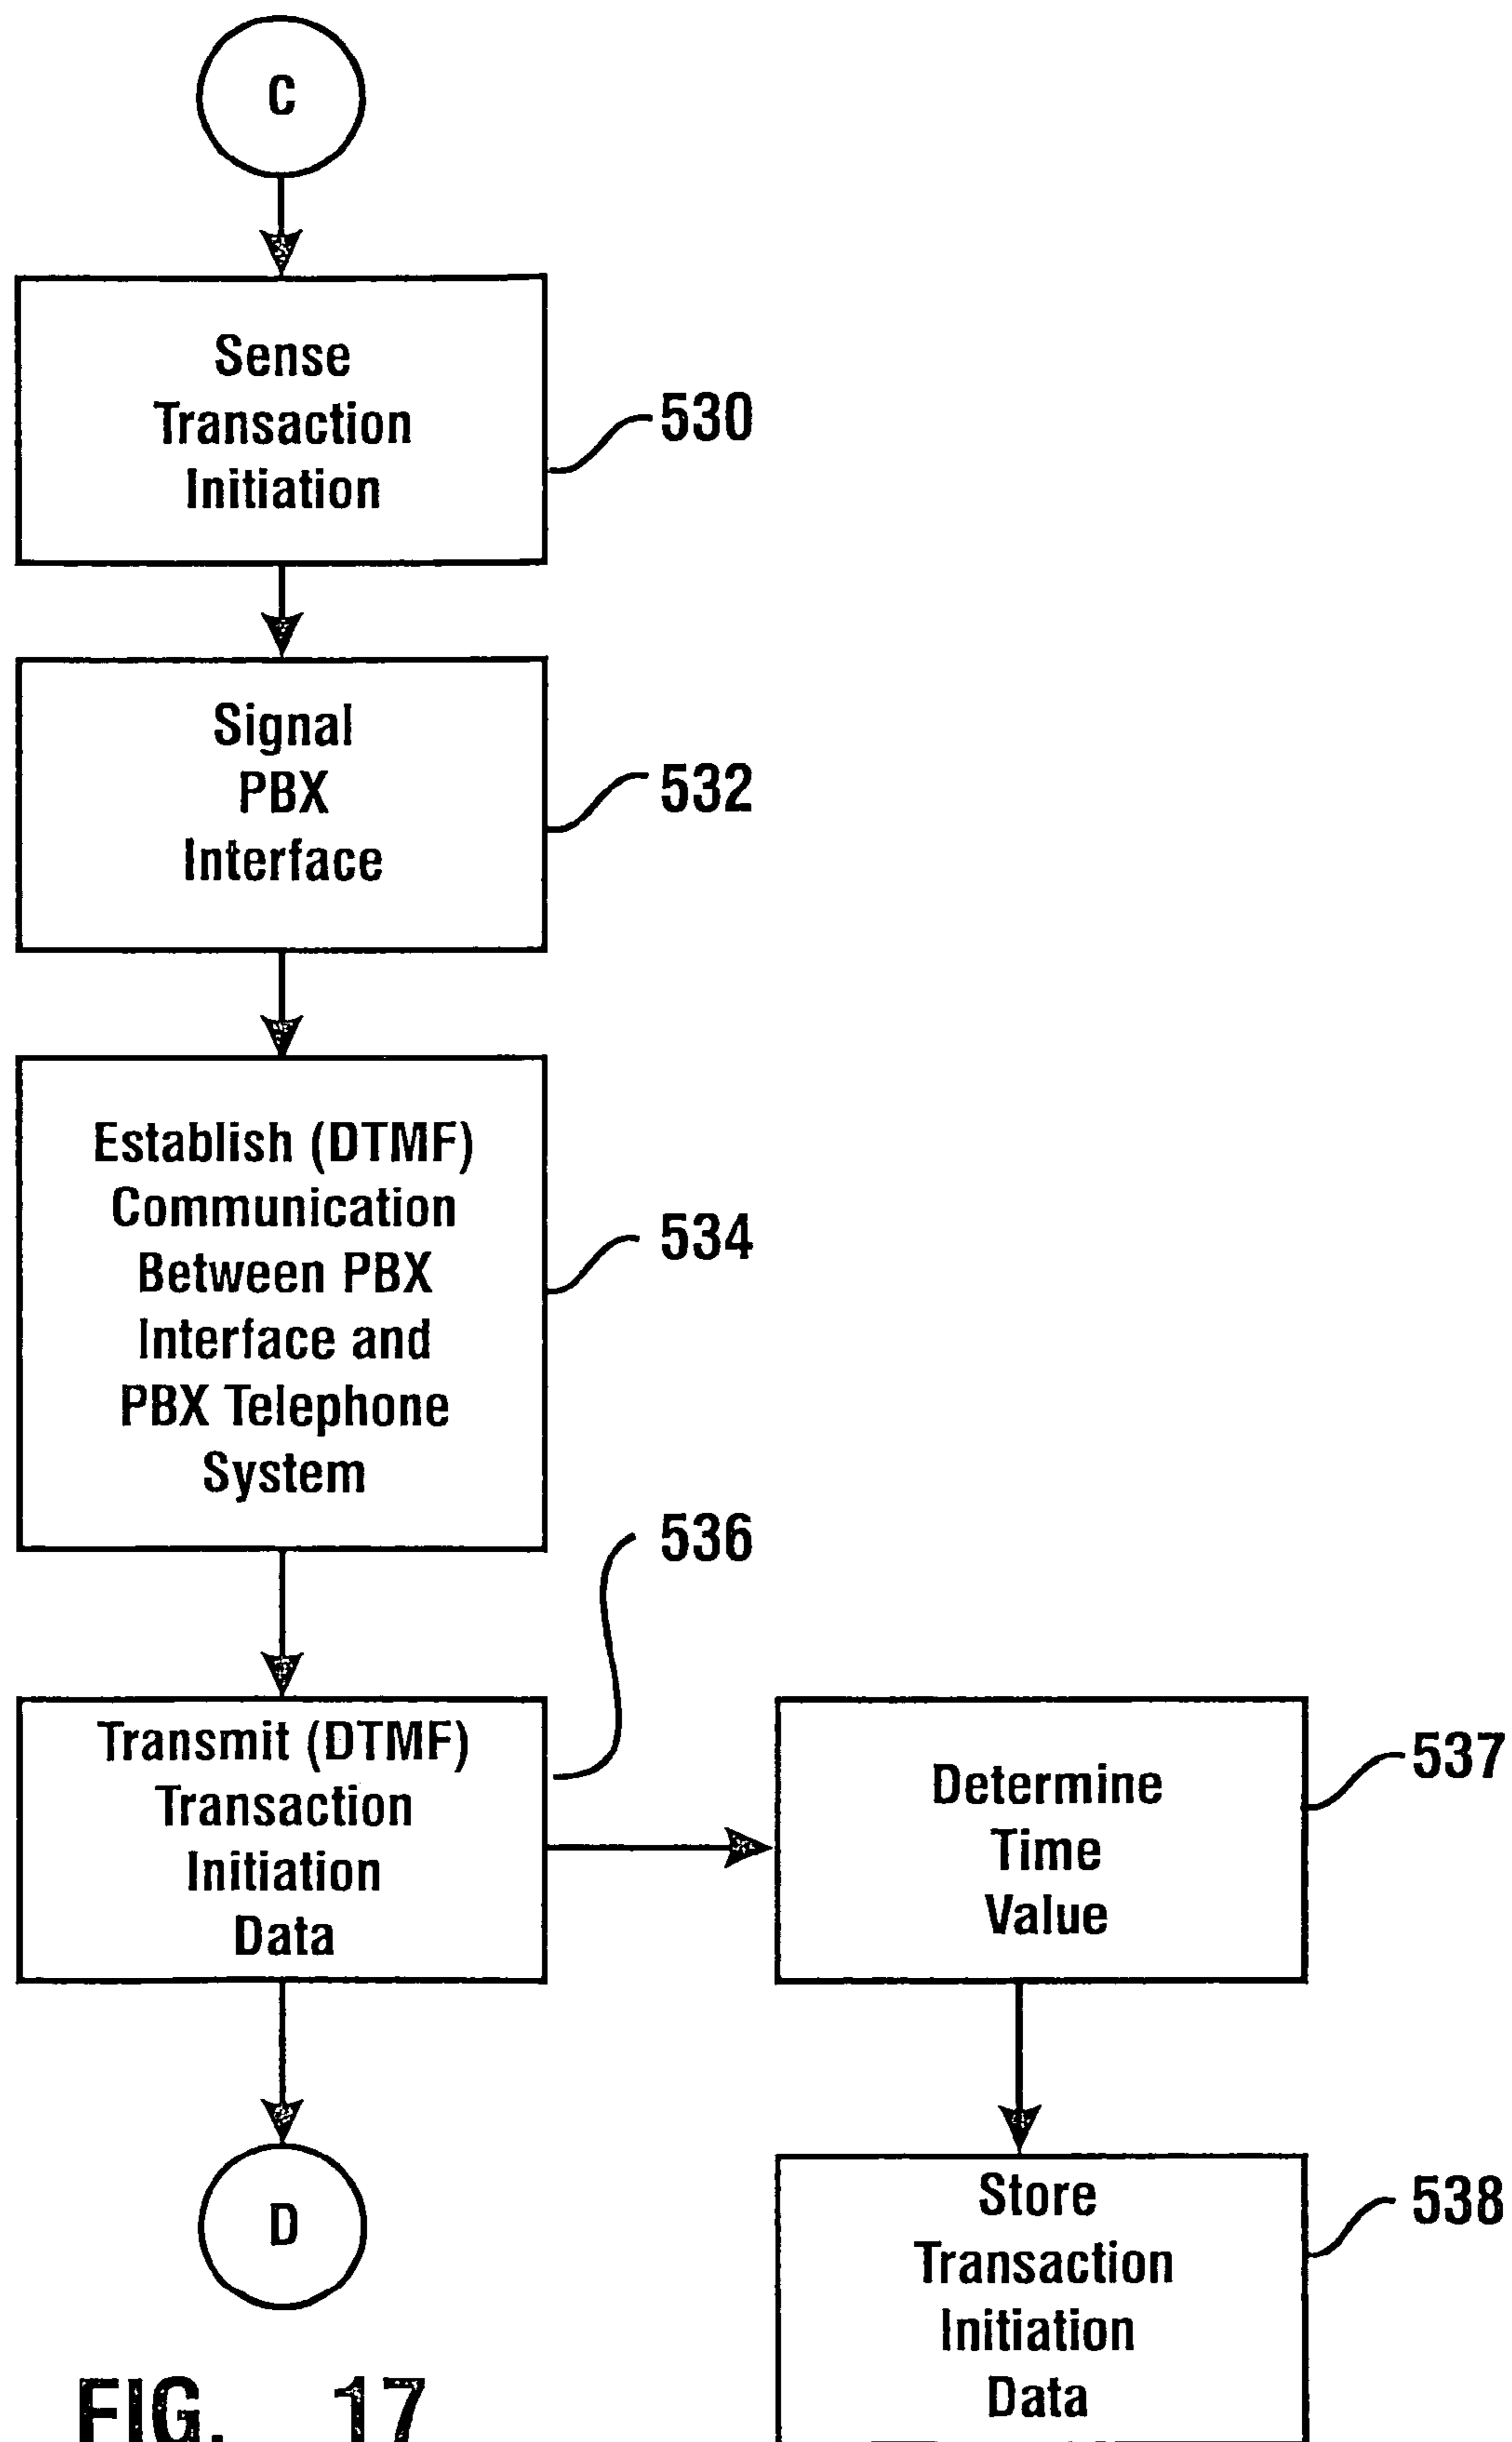 C
Sense
Transaction
Initiation
530
Signal
PBX
Interface
532
Establish (DTMF)
Communication
Between PBX
Interface and
PBX Telephone
System
534
536
Transmit (DTMF)
Transaction
Initiation
Data
Determine
Time
Value
537
D
Store
Transaction
Initiation
Data
538
FIG. 17